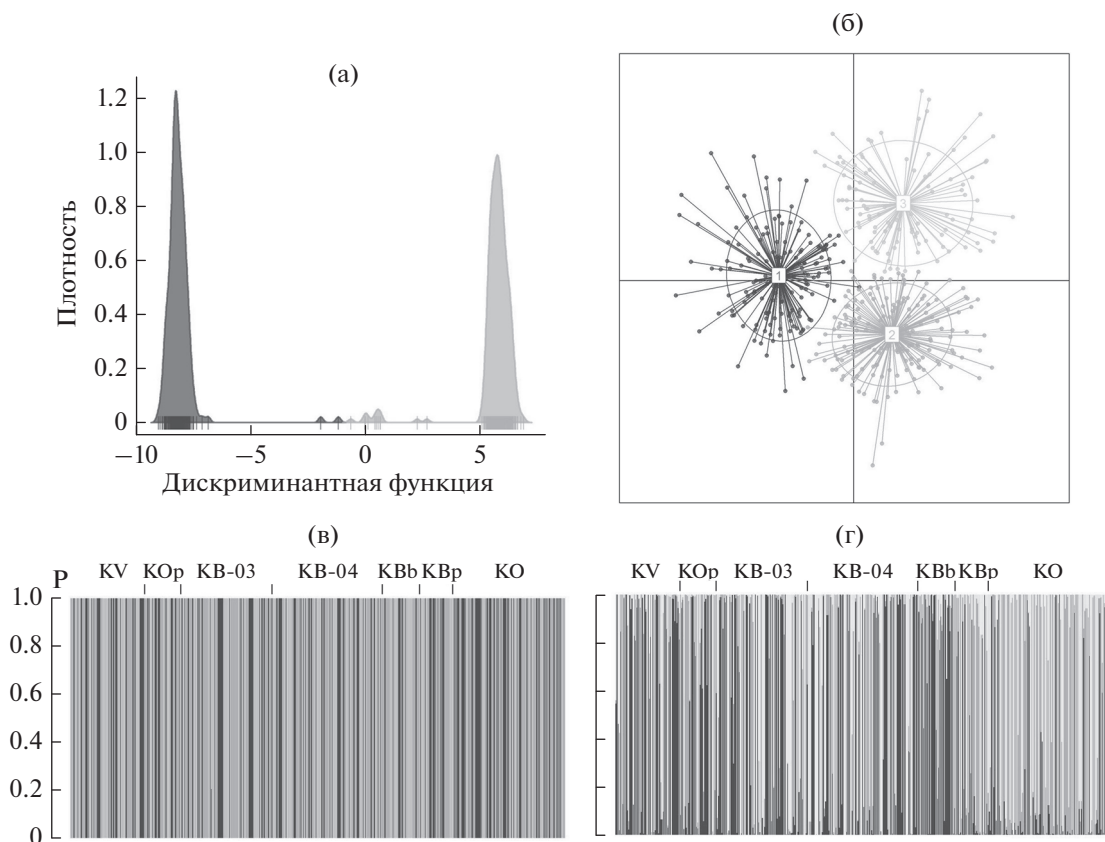 (а)
1.2
1.0
0.8
0.6
0.4
0.2
0
Плотность
−10 −5 0 5
Дискриминантная функция
(б)
1
2
3
(в)
P KV KOp KB-03 KB-04 KBb KBp KO
1.0
0.8
0.6
0.4
0.2
0
(г)
KV KOp KB-03 KB-04 KBb KBp KO